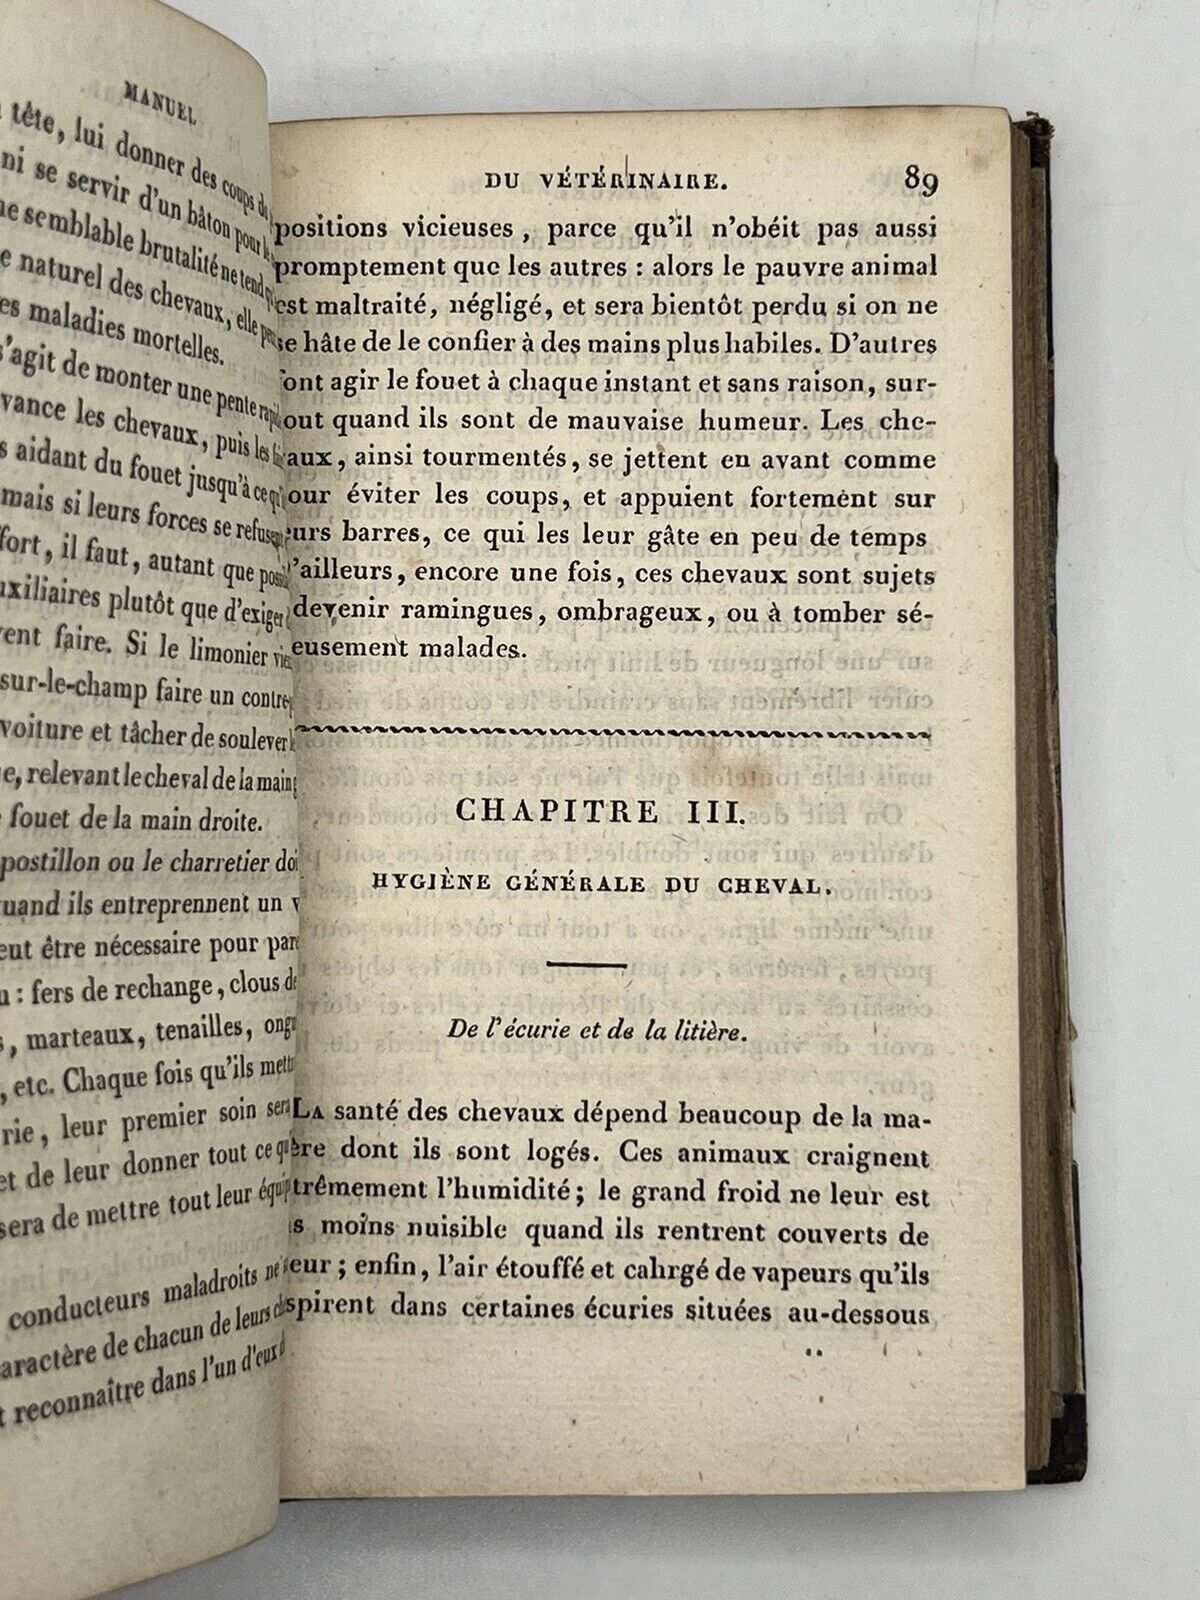 MANUEL
tête, lui donner des coups de
ni se servir d'un bâton pour
semblable brutalité ne tend
naturel des chevaux, elle
es maladies mortelles.
s'agit de monter une pente
vance les chevaux, puis les
s aidant du fouet jusqu'à ce
mais si leurs forces se
fort, il faut, autant que
uxiliaires plutôt que d'exiger
vent faire. Si le limonier
sur-le-champ faire un
voiture et tâcher de soulever
e, relevant le cheval de la main
fouet de la main droite.
postillon ou le charretier
quand ils entreprennent un
eut être nécessaire pour
u : fers de rechange, clous
s, marteaux, tenailles,
, etc. Chaque fois qu'ils
rie, leur premier soin
et de leur donner tout ce
sera de mettre tout leur
conducteurs maladroits
aractère de chacun de leurs
t reconnaître dans l'un d'eux
DU VÉTÉRINAIRE. 89
positions vicieuses, parce qu'il n'obéit pas aussi
promptement que les autres : alors le pauvre animal
est maltraité, négligé, et sera bientôt perdu si on ne
se hâte de le confier à des mains plus habiles. D'autres
font agir le fouet à chaque instant et sans raison, sur-
out quand ils sont de mauvaise humeur. Les che-
aux, ainsi tourmentés, se jettent en avant comme
our éviter les coups, et appuient fortement sur
eurs barres, ce qui les leur gâte en peu de temps
'ailleurs, encore une fois, ces chevaux sont sujets
devenir ramingues, ombrageux, ou à tomber sé-
eusement malades.
CHAPITRE III.
HYGIÈNE GÉNÉRALE DU CHEVAL.
De l'écurie et de la litière.
LA santé des chevaux dépend beaucoup de la ma-
ère dont ils sont logés. Ces animaux craignent
trêmement l'humidité ; le grand froid ne leur est
s moins nuisible quand ils rentrent couverts de
eur ; enfin, l'air étouffé et cahrgé de vapeurs qu'ils
spirent dans certaines écuries situées au-dessous